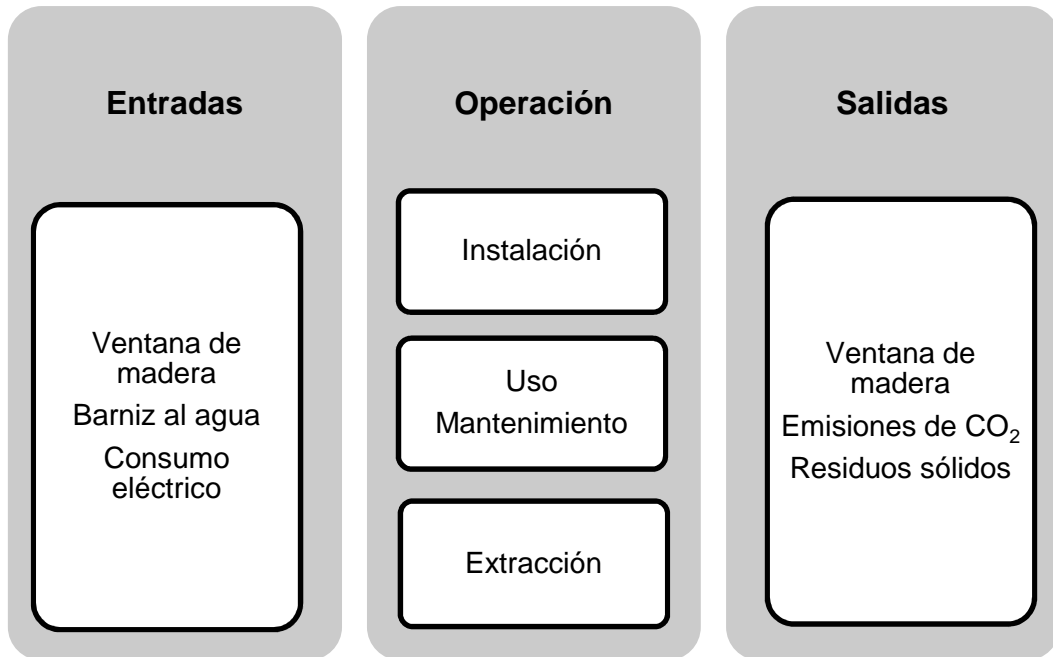 Entradas
Ventana de
madera
Barniz al agua
Consumo
eléctrico
Operación
Instalación
Uso
Mantenimiento
Extracción
Salidas
Ventana de
madera
Emisiones de CO₂
Residuos sólidos